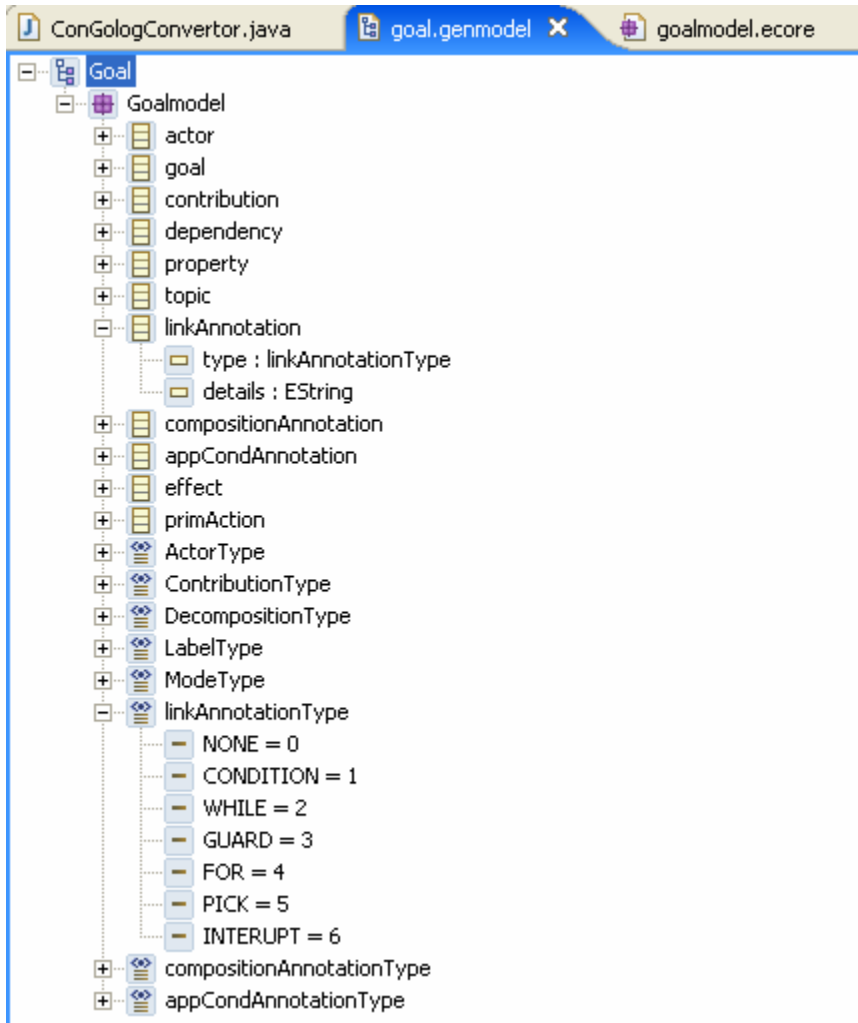 ConGologConvertor.java goal.genmodel goalmodel.ecore
Goal
Goalmodel
actor
goal
contribution
dependency
property
topic
linkAnnotation
type : linkAnnotationType
details : EString
compositionAnnotation
appCondAnnotation
effect
primAction
ActorType
ContributionType
DecompositionType
LabelType
ModeType
linkAnnotationType
NONE = 0
CONDITION = 1
WHILE = 2
GUARD = 3
FOR = 4
PICK = 5
INTERUPT = 6
compositionAnnotationType
appCondAnnotationType